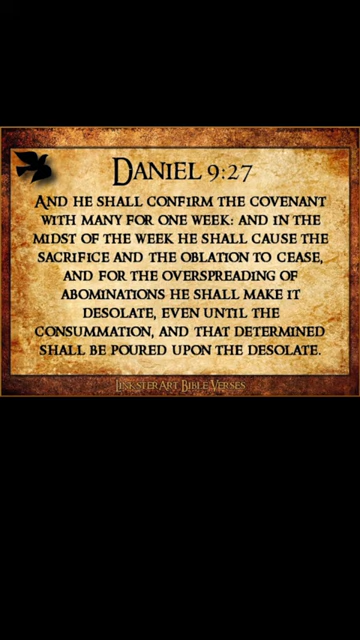 Daniel 9:27
And he shall confirm the covenant
with many for one week: and in the
midst of the week he shall cause the
sacrifice and the oblation to cease,
and for the overspreading of
abominations he shall make it
desolate, even until the
consummation, and that determined
shall be poured upon the desolate.
LinksterArt Bible Verses